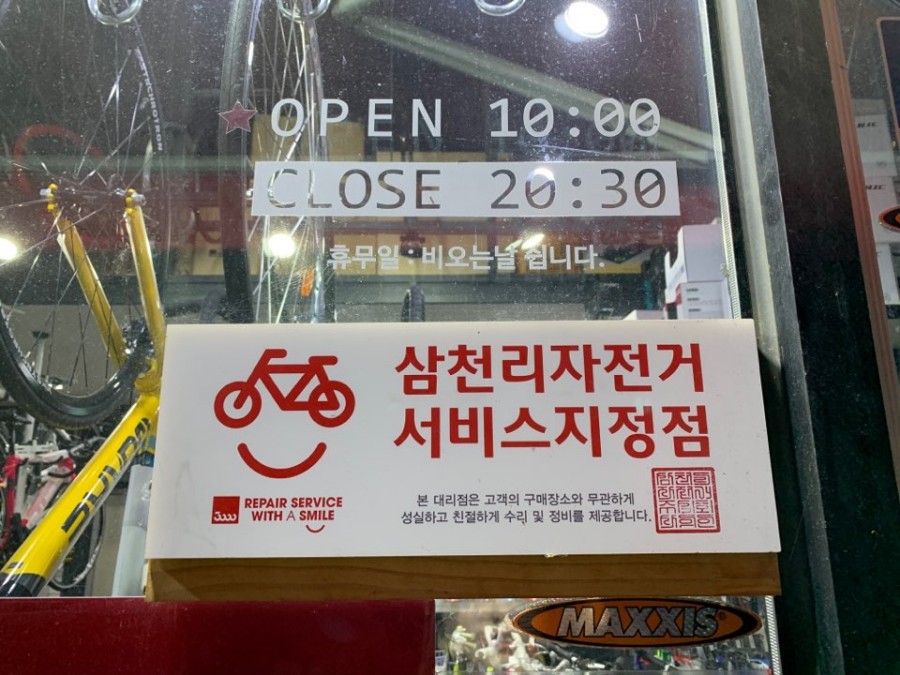 OPEN 10:00
CLOSE 20:30
휴무일 · 비오는날 쉽니다.
삼천리자전거
서비스지정점
REPAIR SERVICE
WITH A SMILE
본 대리점은 고객의 구매장소와 무관하게
성실하고 친절하게 수리 및 정비를 제공합니다.
MAXXIS